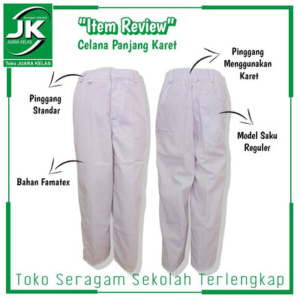 JK
JUARA KELAS
Toko JUARA KELAS
"Item Review"
Celana Panjang Karet
Pinggang
Menggunakan
Karet
Pinggang
Standar
Model Saku
Reguler
Bahan Famatex
Toko Seragam Sekolah Terlengkap